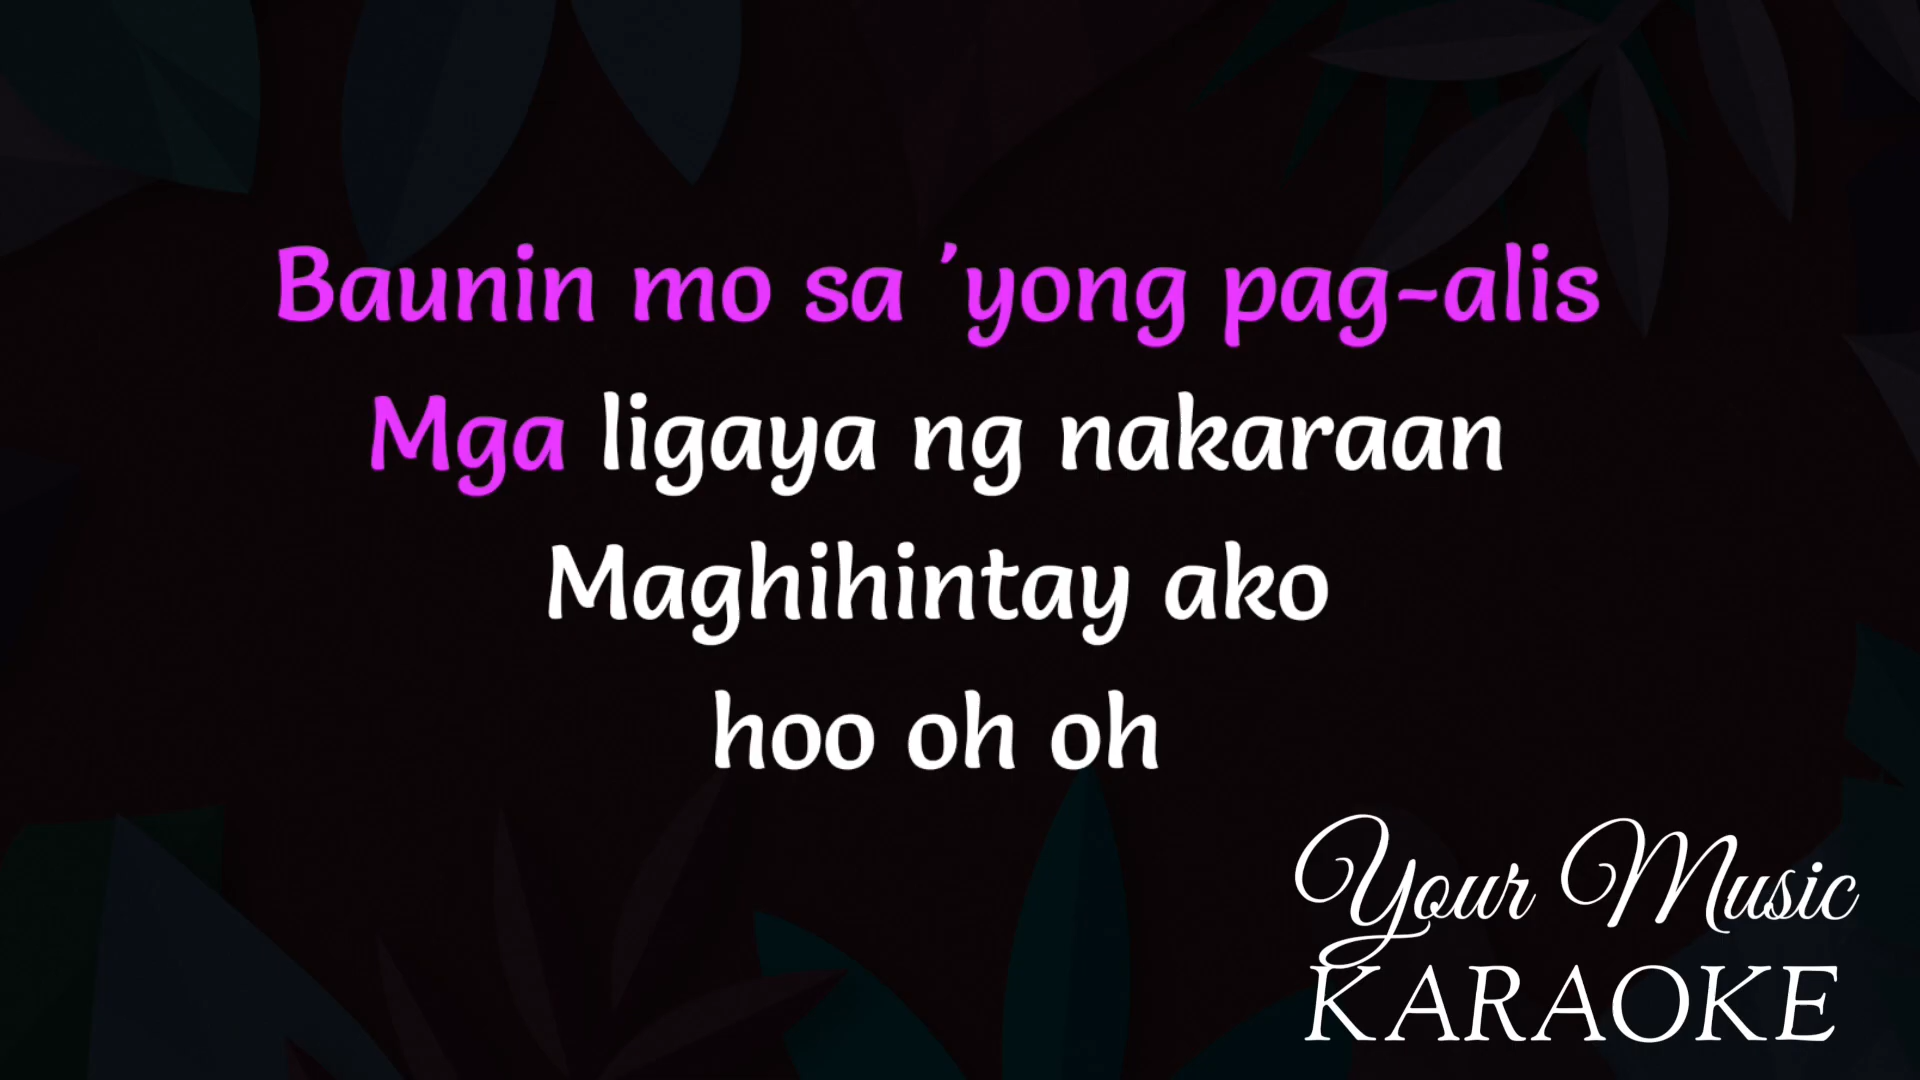 Baunin mo sa 'yong pag-alis
Mga ligaya ng nakaraan
Maghihintay ako
hoo oh oh
Your Music
KARAOKE